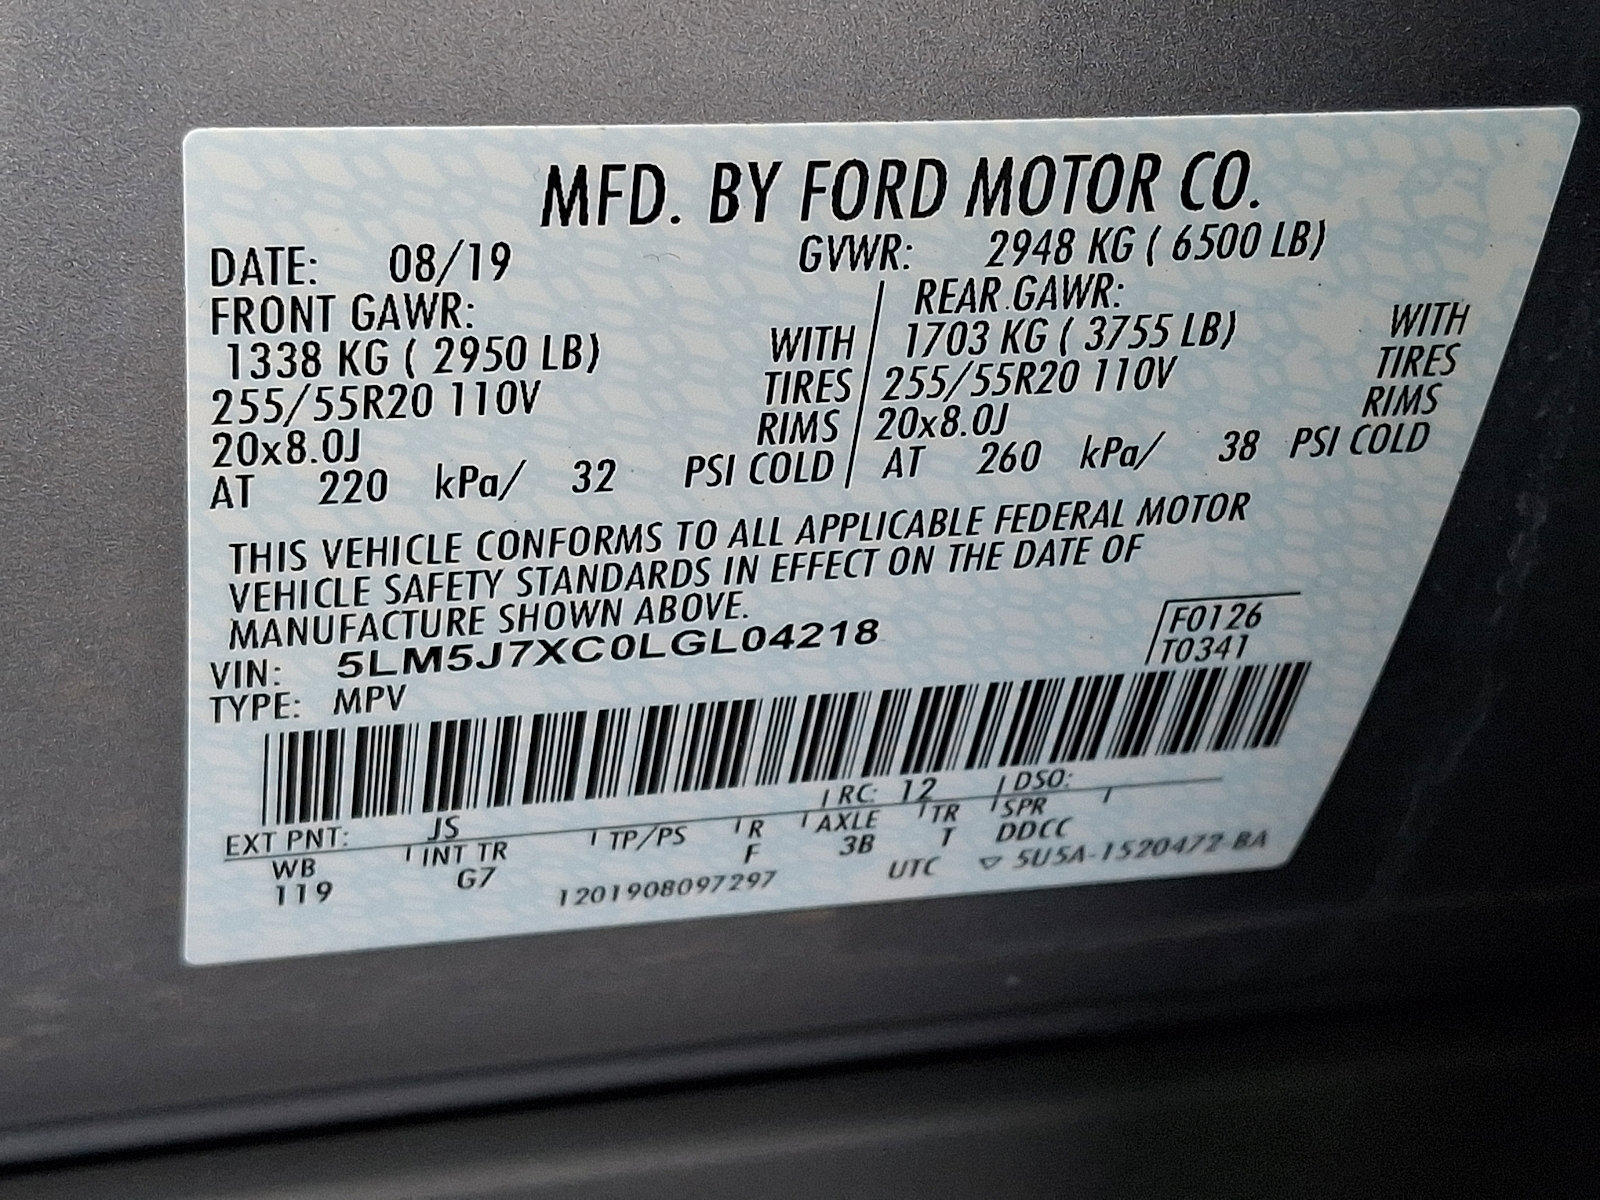 MFD. BY FORD MOTOR CO.
DATE: 08/19 GVWR: 2948 KG ( 6500 LB)
FRONT GAWR: REAR GAWR:
1338 KG ( 2950 LB) WITH 1703 KG ( 3755 LB) WITH
255/55R20 110V TIRES 255/55R20 110V TIRES
20x8.0J RIMS 20x8.0J RIMS
AT 220 kPa/ 32 PSI COLD AT 260 kPa/ 38 PSI COLD
THIS VEHICLE CONFORMS TO ALL APPLICABLE FEDERAL MOTOR
VEHICLE SAFETY STANDARDS IN EFFECT ON THE DATE OF
MANUFACTURE SHOWN ABOVE.
VIN: 5LM5J7XC0LGL04218 F0126
TYPE: MPV T0341
EXT PNT: JS RC: 12 DSO:
WB INT TR TP/PS R AXLE TR SPR
119 G7 F 3B T DDCC
1201908097297 UTC ▽ 5U5A-1520472-BA